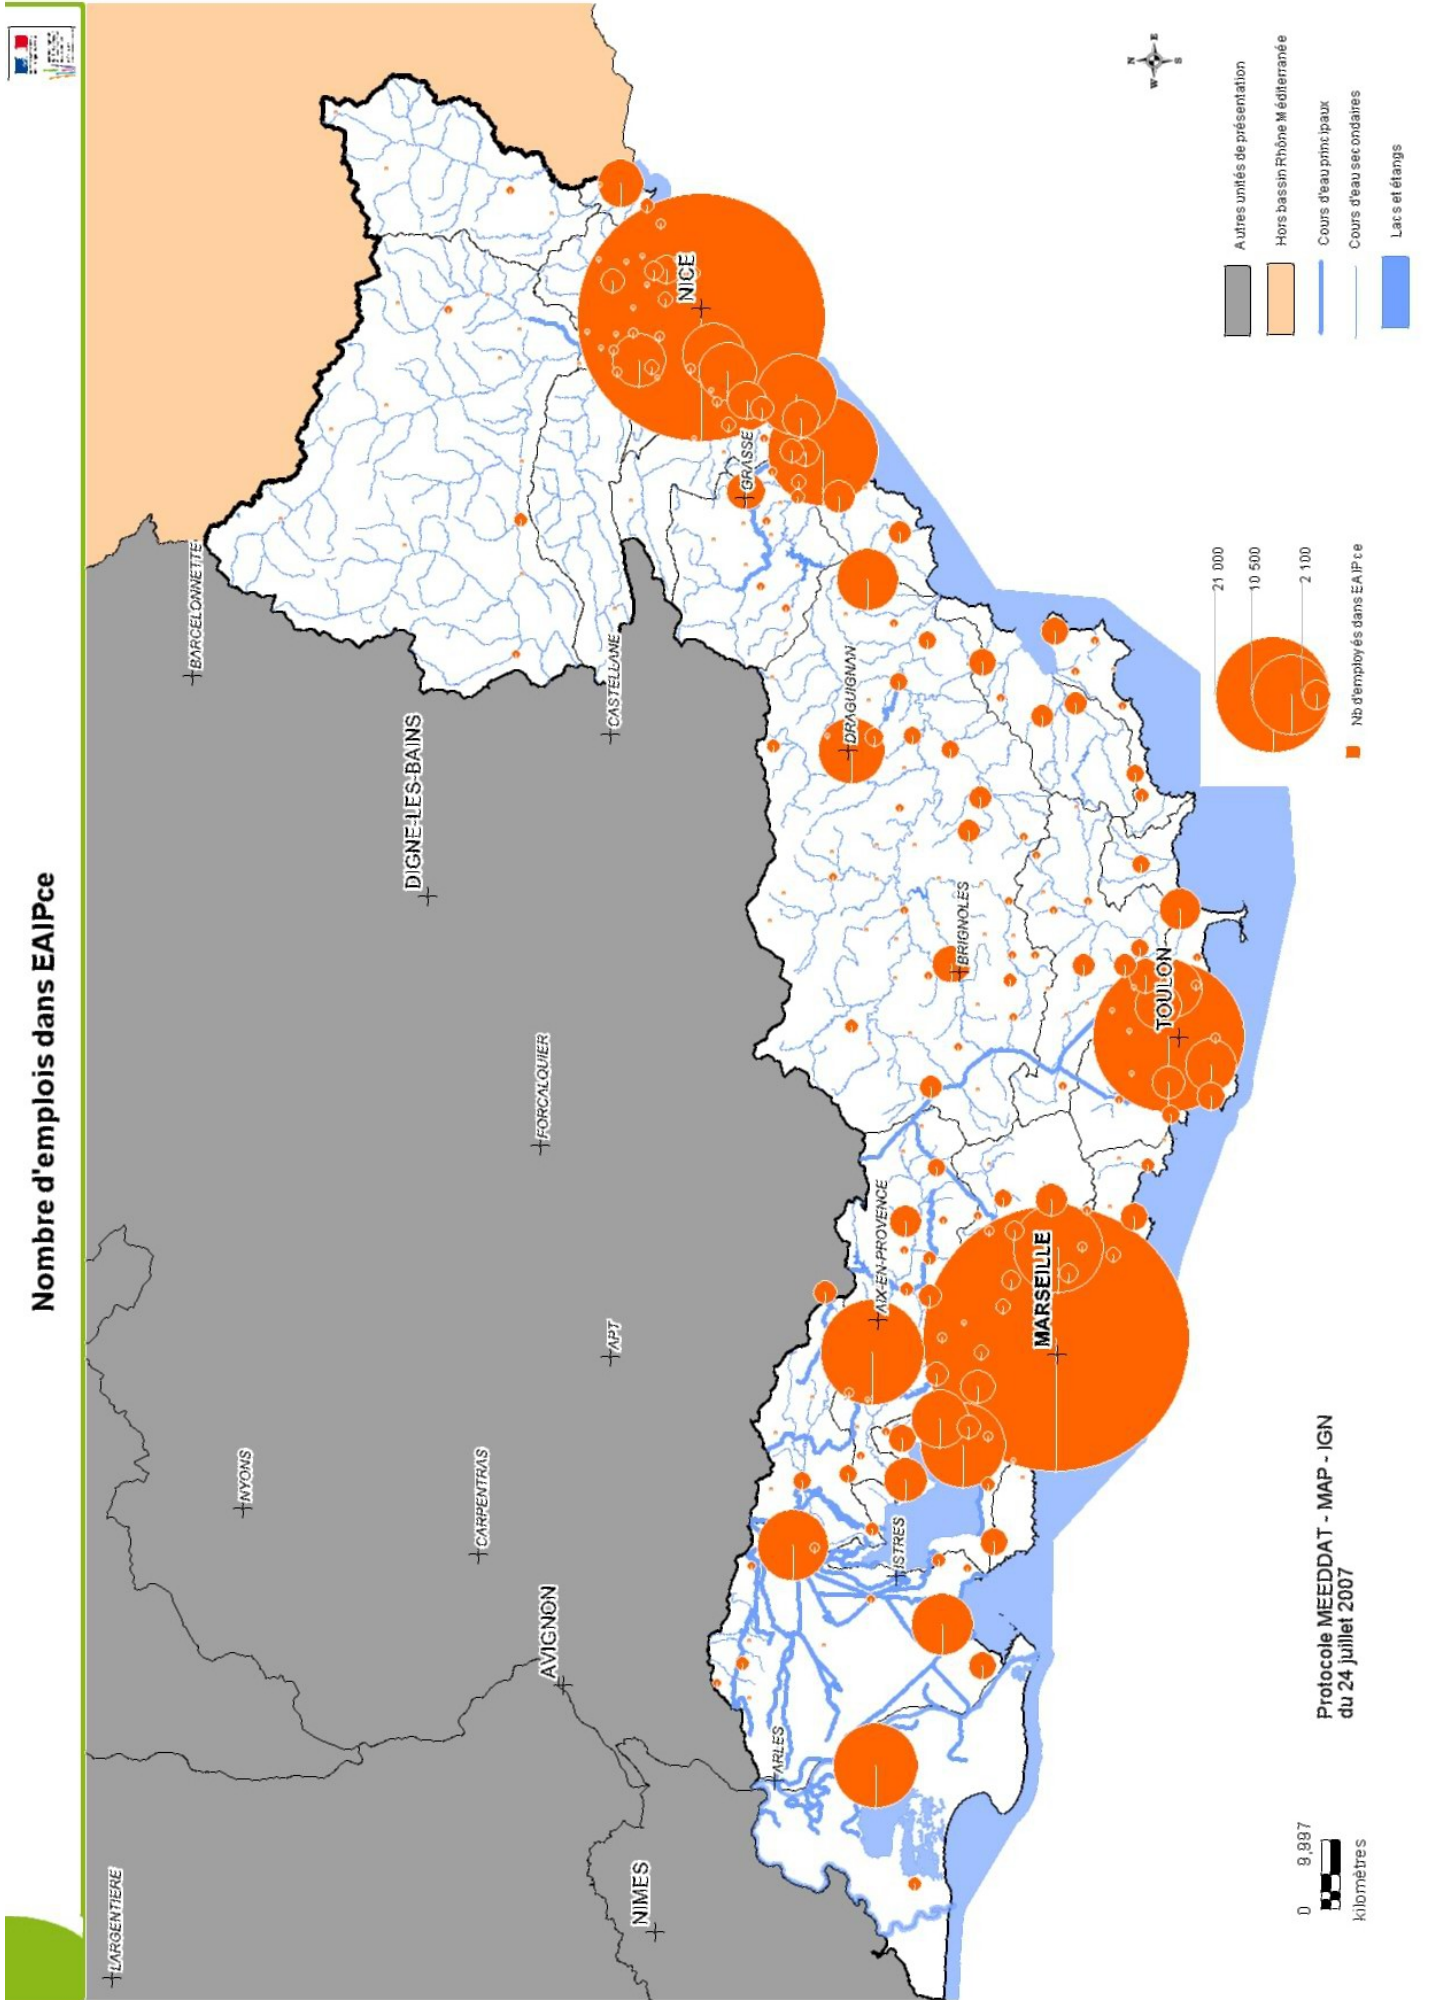 Nombre d'emplois dans EAIPce
LARGENTIERE
NYONS
BARCELONNETTE
CARPENTRAS
DIGNE-LES-BAINS
FORCALQUIER
APT
AVIGNON
CASTELLANE
NIMES
NICE
GRASSE
ARLES
DRAGUIGNAN
AIX-EN-PROVENCE
ISTRES
BRIGNOLES
MARSEILLE
TOULON
N
W
E
S
Autres unités de présentation
Hors bassin Rhône Méditerranée
Cours d'eau principaux
Cours d'eau secondaires
Lacs et étangs
21 000
10 500
2 100
Nb d'employés dans EAIPce
Protocole MEEDDAT - MAP - IGN
du 24 juillet 2007
0 9,997
kilomètres